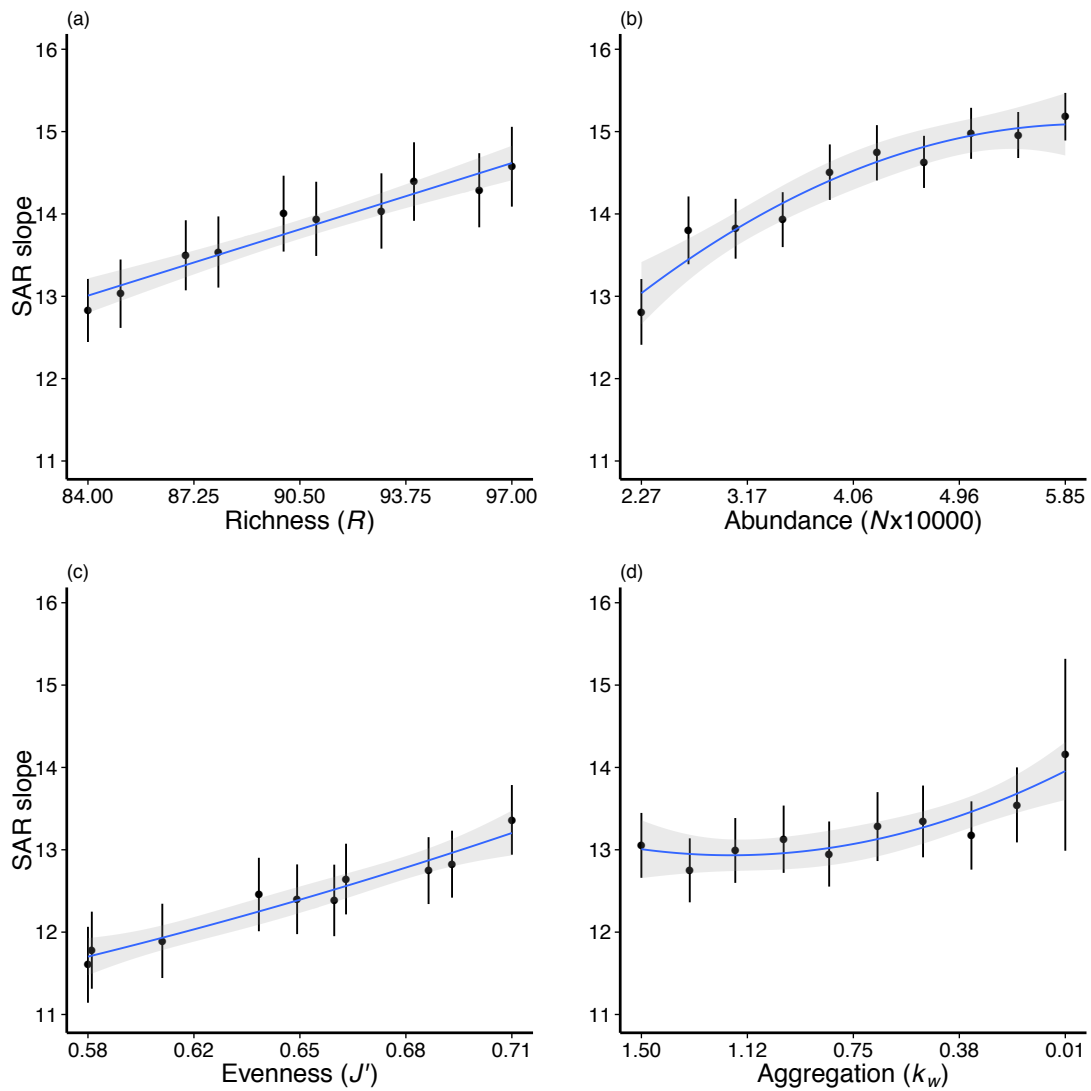 (a)
16
15
14
13
12
11
SAR slope
84.00 87.25 90.50 93.75 97.00
Richness (R)
(b)
16
15
14
13
12
11
2.27 3.17 4.06 4.96 5.85
Abundance (Nx10000)
(c)
16
15
14
13
12
11
SAR slope
0.58 0.62 0.65 0.68 0.71
Evenness (J')
(d)
16
15
14
13
12
11
1.50 1.12 0.75 0.38 0.01
Aggregation (k_w)